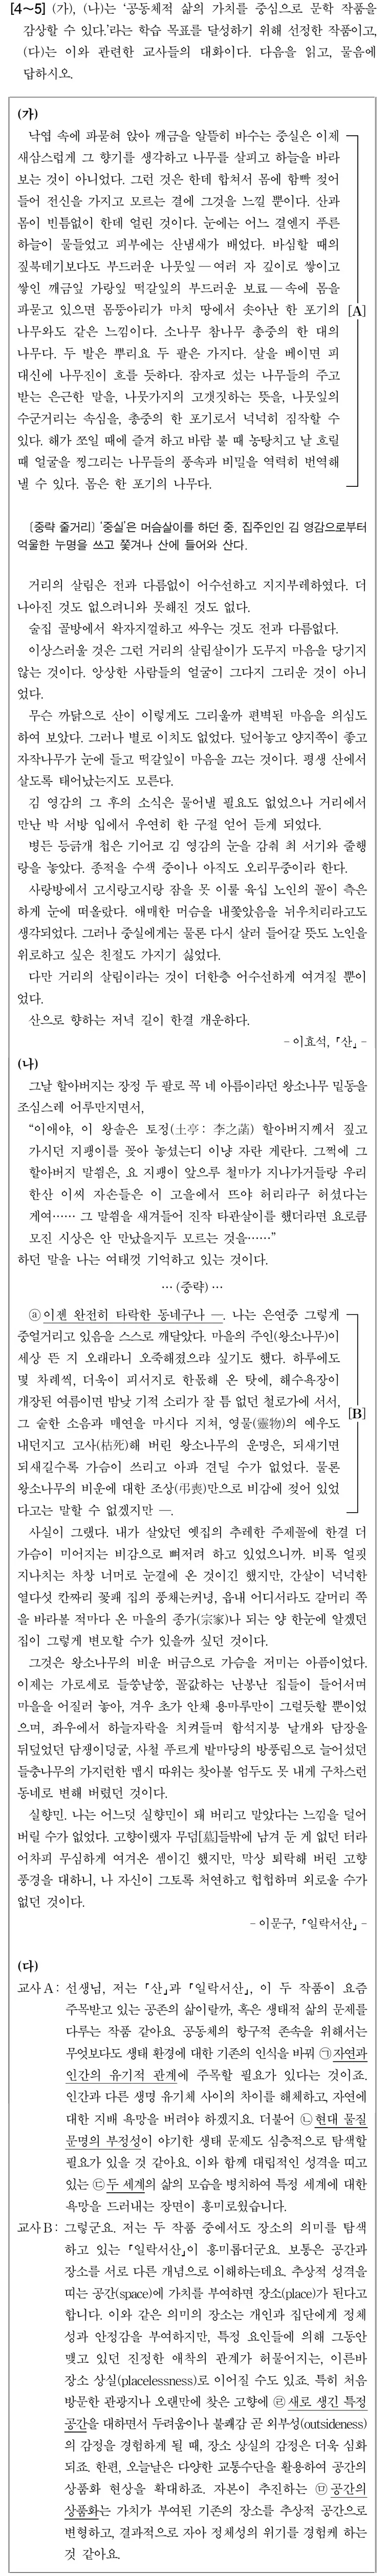 [4~5] (가), (나)는 ‘공동체적 삶의 가치를 중심으로 문학 작품을
감상할 수 있다.’라는 학습 목표를 달성하기 위해 선정한 작품이고,
(다)는 이와 관련한 교사들의 대화이다. 다음을 읽고, 물음에
답하시오.
(가)
낙엽 속에 파묻혀 앉아 깨금을 알뜰히 바수는 중실은 이제
새삼스럽게 그 향기를 생각하고 나무를 살피고 하늘을 바라
보는 것이 아니었다. 그런 것은 한데 합쳐서 몸에 함빡 젖어
들어 전신을 가지고 모르는 결에 그것을 느낄 뿐이다. 산과
몸이 빈틈없이 한데 얼린 것이다. 눈에는 어느 결엔지 푸른
하늘이 물들었고 피부에는 산냄새가 배었다. 바심할 때의
짚북데기보다도 부드러운 나뭇잎 ― 여러 자 깊이로 쌓이고
쌓인 깨금잎 가랑잎 떡갈잎의 부드러운 보료 ― 속에 몸을
파묻고 있으면 몸뚱아리가 마치 땅에서 솟아난 한 포기의
나무와도 같은 느낌이다. 소나무 참나무 총중의 한 대의
나무다. 두 발은 뿌리요 두 팔은 가지다. 살을 베이면 피
대신에 나무진이 흐를 듯하다. 잠자코 섰는 나무들의 주고
받는 은근한 말을, 나뭇가지의 고갯짓하는 뜻을, 나뭇잎의
수군거리는 속심을, 총중의 한 포기로서 넉넉히 짐작할 수
있다. 해가 쪼일 때에 즐겨 하고 바람 불 때 농탕치고 날 흐릴
때 얼굴을 찡그리는 나무들의 풍속과 비밀을 역력히 번역해
낼 수 있다. 몸은 한 포기의 나무다.
[A]
〔중략 줄거리〕 ‘중실’은 머슴살이를 하던 중, 집주인인 김 영감으로부터
억울한 누명을 쓰고 쫓겨나 산에 들어와 산다.
거리의 살림은 전과 다름없이 어수선하고 지지부레하였다. 더
나아진 것도 없으려니와 못해진 것도 없다.
술집 골방에서 왁자지껄하고 싸우는 것도 전과 다름없다.
이상스러울 것은 그런 거리의 살림살이가 도무지 마음을 당기지
않는 것이다. 앙상한 사람들의 얼굴이 그다지 그리운 것이 아니
었다.
무슨 까닭으로 산이 이렇게도 그리울까 편벽된 마음을 의심도
하여 보았다. 그러나 별로 이치도 없었다. 덮어놓고 양지쪽이 좋고
자작나무가 눈에 들고 떡갈잎이 마음을 끄는 것이다. 평생 산에서
살도록 태어났는지도 모른다.
김 영감의 그 후의 소식은 물어낼 필요도 없었으나 거리에서
만난 박 서방 입에서 우연히 한 구절 얻어 듣게 되었다.
병든 등긁개 첩은 기어코 김 영감의 눈을 감춰 최 서기와 줄행
랑을 놓았다. 종적을 수색 중이나 아직도 오리무중이라 한다.
사랑방에서 고시랑고시랑 잠을 못 이룰 육십 노인의 꼴이 측은
하게 눈에 떠올랐다. 애매한 머슴을 내쫓았음을 뉘우치리라고도
생각되었다. 그러나 중실에게는 물론 다시 살러 들어갈 뜻도 노인을
위로하고 싶은 친절도 가지기 싫었다.
다만 거리의 살림이라는 것이 더한층 어수선하게 여겨질 뿐이
었다.
산으로 향하는 저녁 길이 한결 개운하다.
– 이효석, 「산」 –
(나)
그날 할아버지는 장정 두 팔로 꼭 네 아름이라던 왕소나무 밑동을
조심스레 어루만지면서,
“이애야, 이 왕솔은 토정(土亭 : 李之菡) 할아버지께서 짚고
가시던 지팽이를 꽂아 놓셨는디 이냥 자란 게란다. 그쩍에 그
할아버지 말씀은, 요 지팽이 앞으루 철마가 지나가거들랑 우리
한산 이씨 자손들은 이 고을에서 뜨야 허리라구 허셨다는
게여…… 그 말씀을 새겨들어 진작 타관살이를 했더라면 요로큼
모진 시상은 안 만났을지두 모르는 것을……”
하던 말을 나는 여태껏 기억하고 있는 것이다.
… (중략) …
ⓐ 이젠 완전히 타락한 동네구나 ―. 나는 은연중 그렇게
중얼거리고 있음을 스스로 깨달았다. 마을의 주인(왕소나무)이
세상 뜬 지 오래라니 오죽해졌으랴 싶기도 했다. 하루에도
몇 차례씩, 더욱이 피서지로 한몫해 온 탓에, 해수욕장이
개장된 여름이면 밤낮 기적 소리가 잘 틈 없던 철로가에 서서,
그 숱한 소음과 매연을 마시다 지쳐, 영물(靈物)의 예우도
내던지고 고사(枯死)해 버린 왕소나무의 운명은, 되새기면
되새길수록 가슴이 쓰리고 아파 견딜 수가 없었다. 물론
왕소나무의 비운에 대한 조상(弔喪)만으로 비감에 젖어 있었
다고는 말할 수 없겠지만 ―.
[B]
사실이 그랬다. 내가 살았던 옛집의 추레한 주제꼴에 한결 더
가슴이 미어지는 비감으로 뼈저려 하고 있었으니까. 비록 얼핏
지나치는 차창 너머로 눈결에 온 것이긴 했지만, 간살이 넉넉한
열다섯 칸짜리 꽃패 집의 풍채는커녕, 읍내 어디서라도 갈머리 쪽
을 바라볼 적마다 온 마을의 종가(宗家)나 되는 양 한눈에 알겠던
집이 그렇게 변모할 수가 있을까 싶던 것이다.
그것은 왕소나무의 비운 버금으로 가슴을 저미는 아픔이었다.
이제는 가로세로 들쑹날쑹, 꼴값하는 난봉난 집들이 들어서며
마을을 어질러 놓아, 겨우 초가 안채 용마루만이 그럴듯할 뿐이었
으며, 좌우에서 하늘자락을 치켜들며 함석지붕 날개와 담장을
뒤덮었던 담쟁이덩굴, 사철 푸르게 밭마당의 방풍림으로 늘어섰던
들충나무의 가지런한 맵시 따위는 찾아볼 엄두도 못 내게 구차스런
동네로 변해 버렸던 것이다.
실향민. 나는 어느덧 실향민이 돼 버리고 말았다는 느낌을 덜어
버릴 수가 없었다. 고향이랬자 무덤[墓]들밖에 남겨 둔 게 없던 터라
어차피 무심하게 여겨온 셈이긴 했지만, 막상 퇴락해 버린 고향
풍경을 대하니, 나 자신이 그토록 처연하고 헙헙하며 외로울 수가
없던 것이다.
– 이문구, 「일락서산」 –
(다)
교사 A : 선생님, 저는 「산」과 「일락서산」, 이 두 작품이 요즘
주목받고 있는 공존의 삶이랄까, 혹은 생태적 삶의 문제를
다루는 작품 같아요. 공동체의 항구적 존속을 위해서는
무엇보다도 생태 환경에 대한 기존의 인식을 바꿔 ㉠ 자연과
인간의 유기적 관계에 주목할 필요가 있다는 것이죠.
인간과 다른 생명 유기체 사이의 차이를 해체하고, 자연에
대한 지배 욕망을 버려야 하겠지요. 더불어 ㉡ 현대 물질
문명의 부정성이 야기한 생태 문제도 심층적으로 탐색할
필요가 있을 것 같아요. 이와 함께 대립적인 성격을 띠고
있는 ㉢ 두 세계의 삶의 모습을 병치하여 특정 세계에 대한
욕망을 드러내는 장면이 흥미로웠습니다.
교사 B : 그렇군요. 저는 두 작품 중에서도 장소의 의미를 탐색
하고 있는 「일락서산」이 흥미롭더군요. 보통은 공간과
장소를 서로 다른 개념으로 이해하는데요. 추상적 성격을
띠는 공간(space)에 가치를 부여하면 장소(place)가 된다고
합니다. 이와 같은 의미의 장소는 개인과 집단에게 정체
성과 안정감을 부여하지만, 특정 요인들에 의해 그동안
맺고 있던 진정한 애착의 관계가 허물어지는, 이른바
장소 상실(placelessness)로 이어질 수도 있죠. 특히 처음
방문한 관광지나 오랜만에 찾은 고향에 ㉣ 새로 생긴 특정
공간을 대하면서 두려움이나 불쾌감 곧 외부성(outsideness)
의 감정을 경험하게 될 때, 장소 상실의 감정은 더욱 심화
되죠. 한편, 오늘날은 다양한 교통수단을 활용하여 공간의
상품화 현상을 확대하죠. 자본이 추진하는 ㉤ 공간의
상품화는 가치가 부여된 기존의 장소를 추상적 공간으로
변형하고, 결과적으로 자아 정체성의 위기를 경험케 하는
것 같아요.